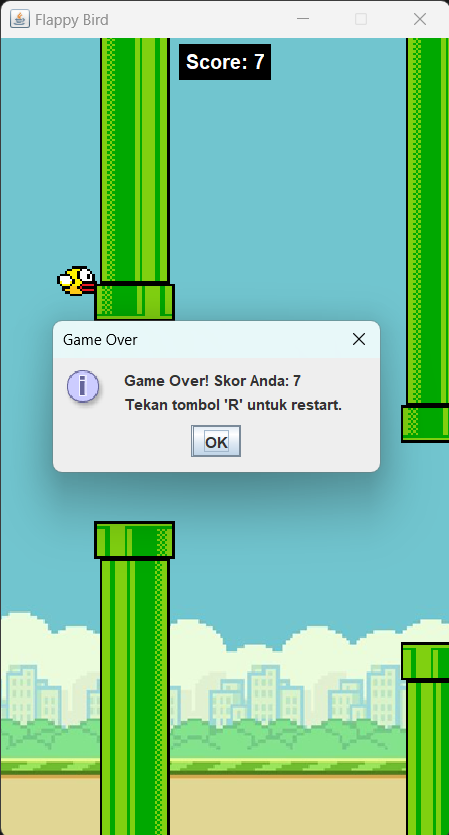 Flappy Bird
Score: 7
Game Over
Game Over! Skor Anda: 7
Tekan tombol 'R' untuk restart.
OK